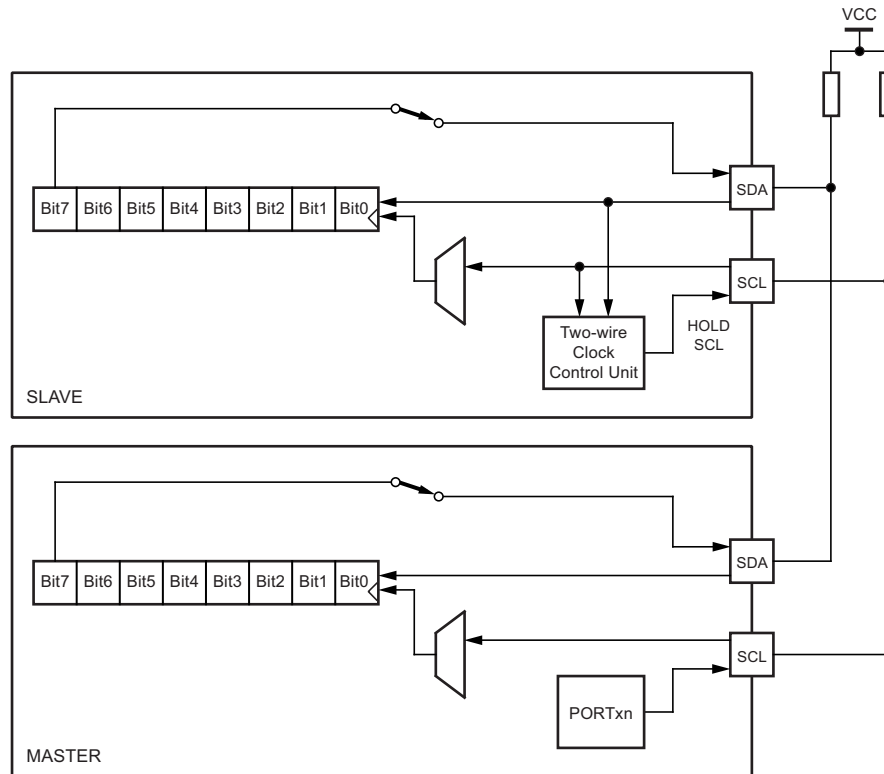 VCC
Bit7 Bit6 Bit5 Bit4 Bit3 Bit2 Bit1 Bit0
SDA
SCL
Two-wire
Clock
Control Unit
HOLD
SCL
SLAVE
Bit7 Bit6 Bit5 Bit4 Bit3 Bit2 Bit1 Bit0
SDA
SCL
PORTxn
MASTER